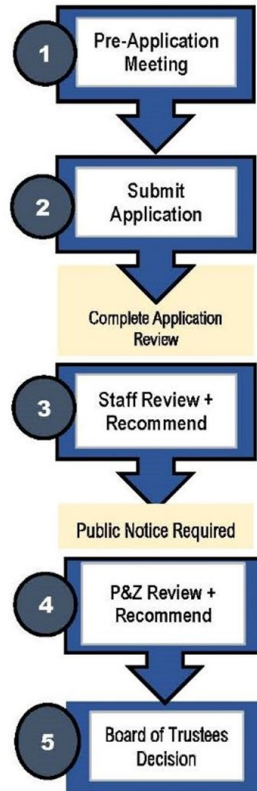 1
Pre-Application
Meeting
2
Submit
Application
Complete Application
Review
3
Staff Review +
Recommend
Public Notice Required
4
P&Z Review +
Recommend
5
Board of Trustees
Decision